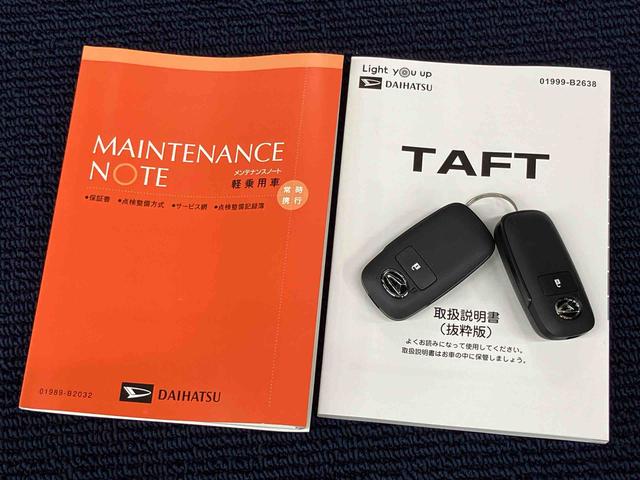 MAINTENANCE
NOTE
メンテナンスノート
軽乗用車
常時
携行
•保証書 •点検整備方式 •サービス網 •点検整備記録簿
01989-B2032
DAIHATSU
Light you up
DAIHATSU
01999-B2638
TAFT
取扱説明書
（抜粋版）
よくお読みになって使用してください。
取扱説明書はお車の中に保管しましょう。